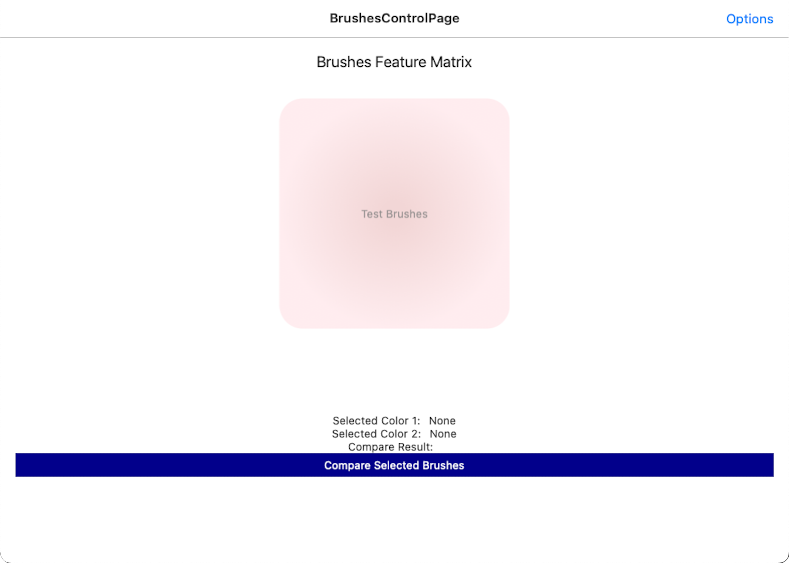 BrushesControlPage
Options
Brushes Feature Matrix
Test Brushes
Selected Color 1: None
Selected Color 2: None
Compare Result:
Compare Selected Brushes